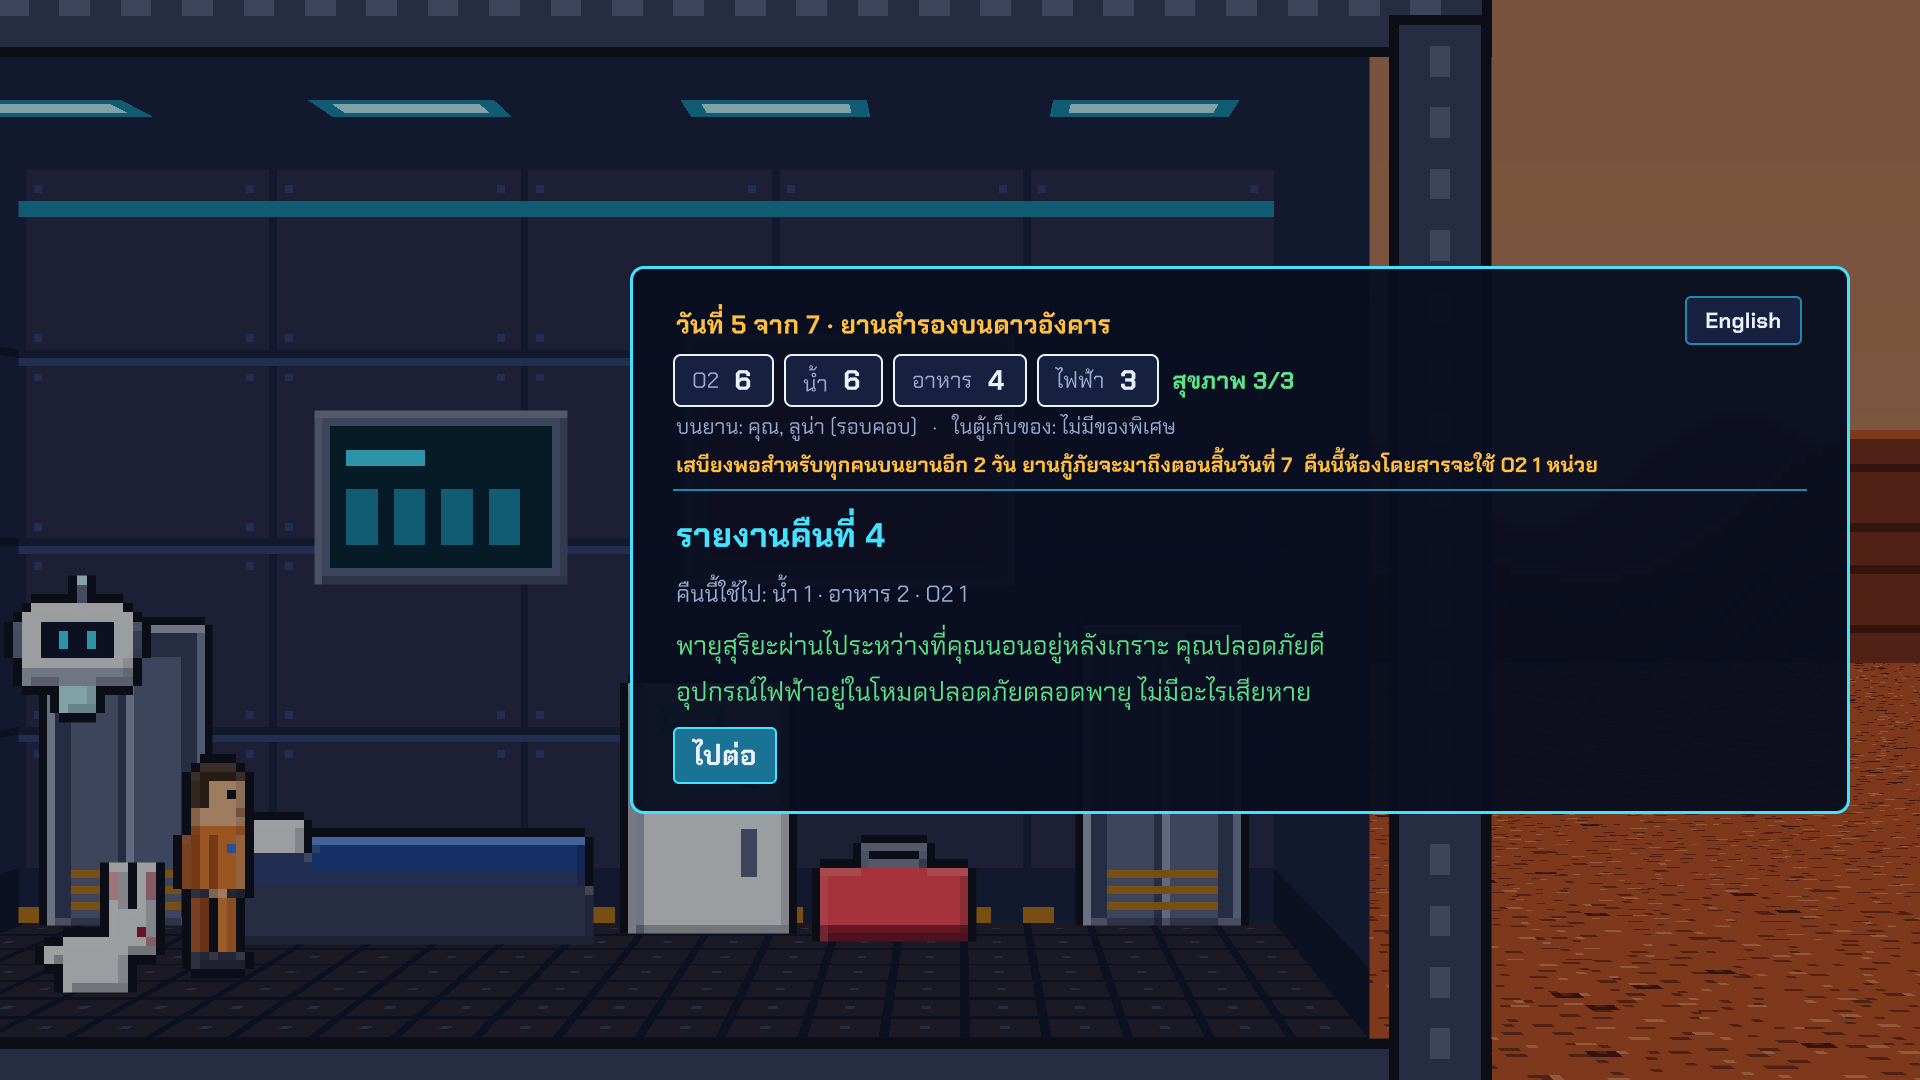 วันที่ 5 จาก 7 · ยานสำรองบนดาวอังคาร
English
O2 6 น้ำ 6 อาหาร 4 ไฟฟ้า 3 สุขภาพ 3/3
บนยาน: คุณ, ลูน่า (รอบคอบ) · ในตู้เก็บของ: ไม่มีของพิเศษ
เสบียงพอสำหรับทุกคนบนยานอีก 2 วัน ยานกู้ภัยจะมาถึงตอนสิ้นวันที่ 7 คืนนี้ห้องโดยสารจะใช้ O2 1 หน่วย
รายงานคืนที่ 4
คืนนี้ใช้ไป: น้ำ 1 · อาหาร 2 · O2 1
พายุสุริยะผ่านไประหว่างที่คุณนอนอยู่หลังเกราะ คุณปลอดภัยดี
อุปกรณ์ไฟฟ้าอยู่ในโหมดปลอดภัยตลอดพายุ ไม่มีอะไรเสียหาย
ไปต่อ